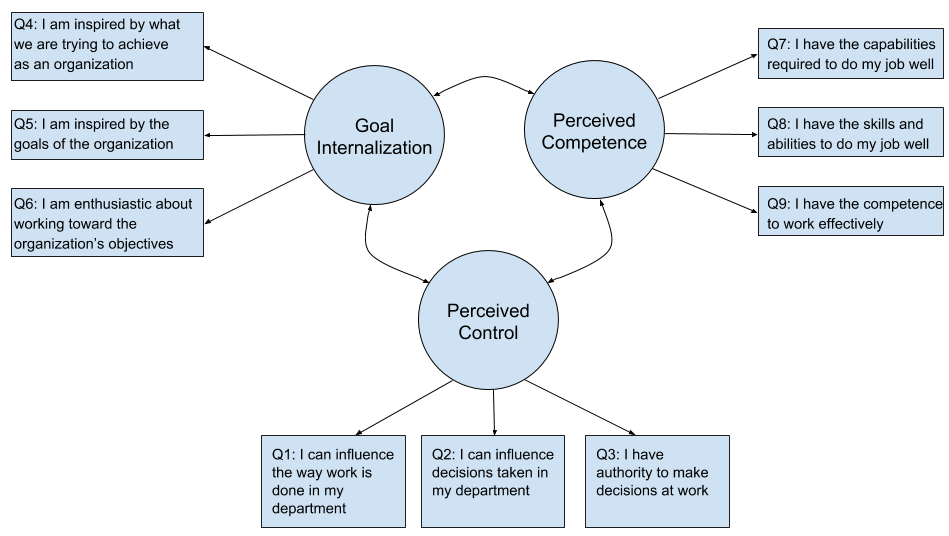 Q4: I am inspired by what
we are trying to achieve
as an organization
Q5: I am inspired by the
goals of the organization
Q6: I am enthusiastic about
working toward the
organization's objectives
Goal
Internalization
Perceived
Competence
Q7: I have the capabilities
required to do my job well
Q8: I have the skills and
abilities to do my job well
Q9: I have the competence
to work effectively
Perceived
Control
Q1: I can influence
the way work is
done in my
department
Q2: I can influence
decisions taken in
my department
Q3: I have
authority to make
decisions at work